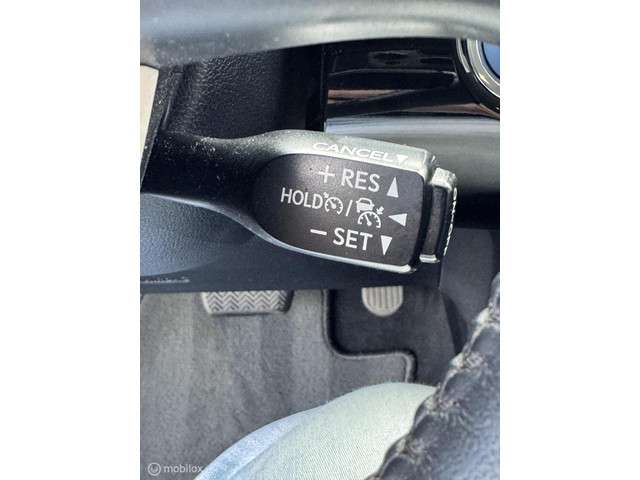 CANCEL▼
+ RES ▲
HOLD / ◀
− SET ▼
mobilox